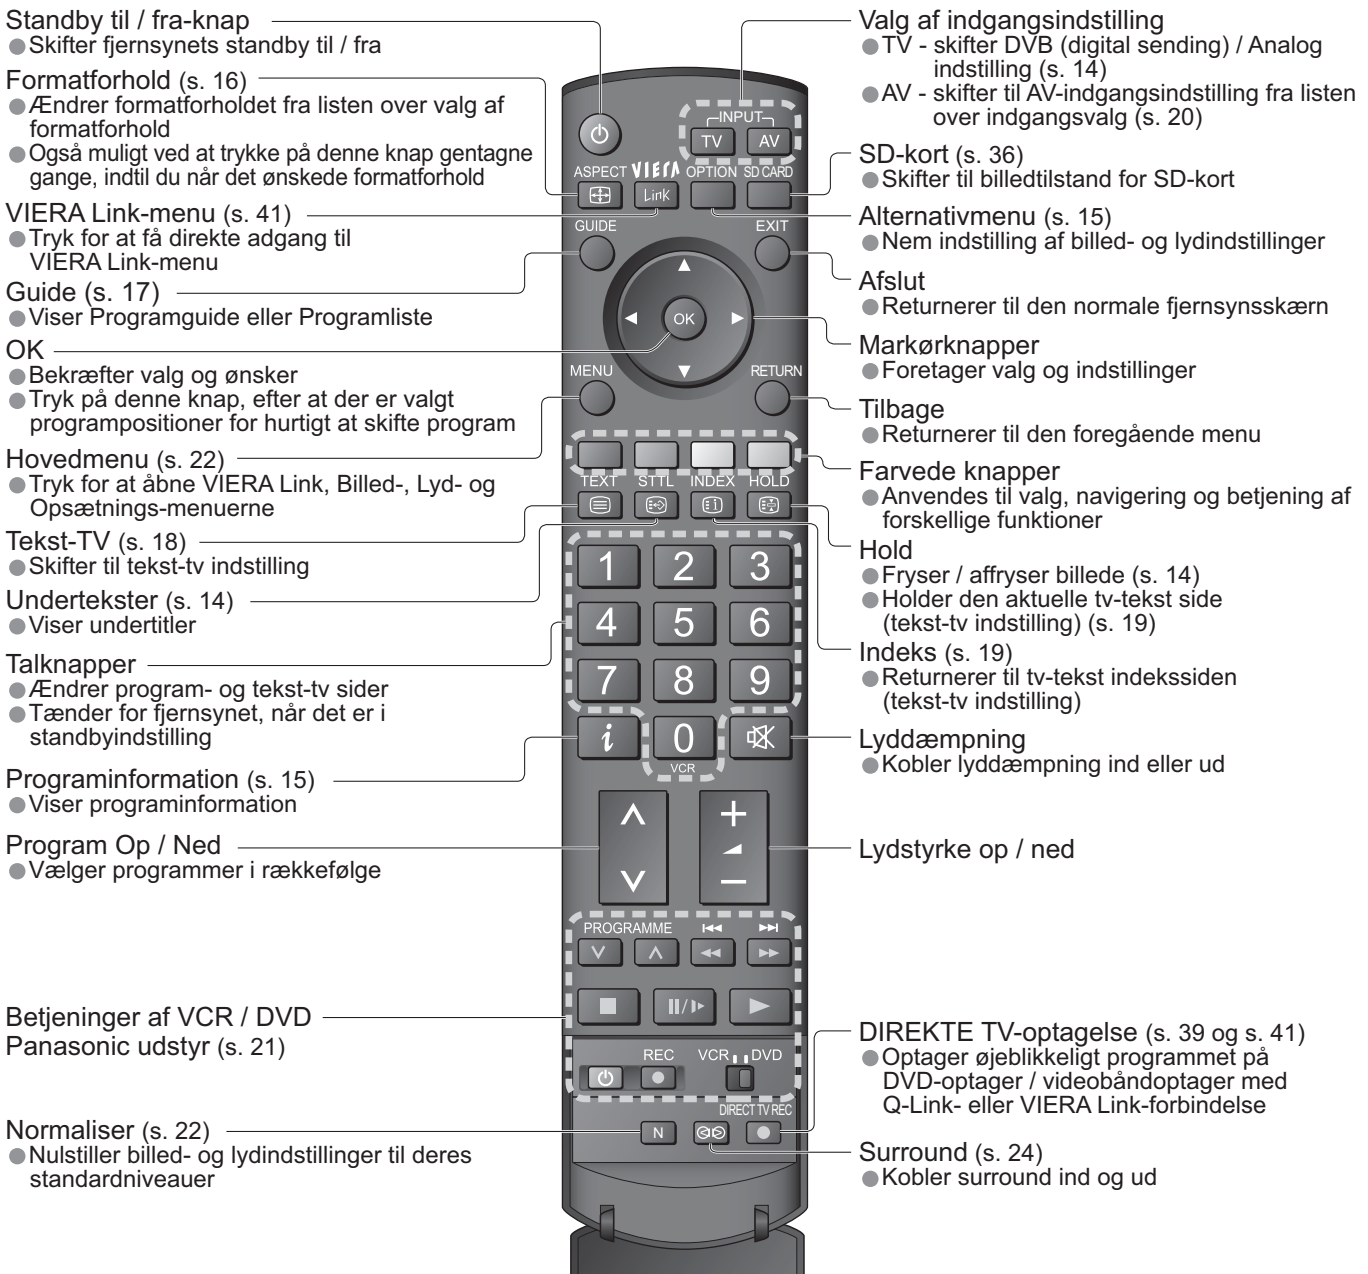 Standby til / fra-knap
●Skifter fjernsynets standby til / fra
Formatforhold (s. 16)
●Ændrer formatforholdet fra listen over valg af
formatforhold
●Også muligt ved at trykke på denne knap gentagne
gange, indtil du når det ønskede formatforhold
VIERA Link-menu (s. 41)
●Tryk for at få direkte adgang til
VIERA Link-menu
Guide (s. 17)
●Viser Programguide eller Programliste
OK
●Bekræfter valg og ønsker
●Tryk på denne knap, efter at der er valgt
programpositioner for hurtigt at skifte program
Hovedmenu (s. 22)
●Tryk for at åbne VIERA Link, Billed-, Lyd- og
Opsætnings-menuerne
Tekst-TV (s. 18)
●Skifter til tekst-tv indstilling
Undertekster (s. 14)
●Viser undertitler
Talknapper
●Ændrer program- og tekst-tv sider
●Tænder for fjernsynet, når det er i
standbyindstilling
Programinformation (s. 15)
●Viser programinformation
Program Op / Ned
●Vælger programmer i rækkefølge
Betjeninger af VCR / DVD
Panasonic udstyr (s. 21)
Normaliser (s. 22)
●Nulstiller billed- og lydindstillinger til deres
standardniveauer
INPUT
TV AV
ASPECT VIERA OPTION SD CARD
Link
GUIDE EXIT
OK
MENU RETURN
TEXT STTL INDEX HOLD
1 2 3
4 5 6
7 8 9
i 0
VCR
+
−
PROGRAMME
REC VCR DVD
DIRECT TV REC
N
Valg af indgangsindstilling
●TV - skifter DVB (digital sending) / Analog
indstilling (s. 14)
●AV - skifter til AV-indgangsindstilling fra listen
over indgangsvalg (s. 20)
SD-kort (s. 36)
●Skifter til billedtilstand for SD-kort
Alternativmenu (s. 15)
●Nem indstilling af billed- og lydindstillinger
Afslut
●Returnerer til den normale fjernsynsskærn
Markørknapper
●Foretager valg og indstillinger
Tilbage
●Returnerer til den foregående menu
Farvede knapper
●Anvendes til valg, navigering og betjening af
forskellige funktioner
Hold
●Fryser / affryser billede (s. 14)
●Holder den aktuelle tv-tekst side
(tekst-tv indstilling) (s. 19)
Indeks (s. 19)
●Returnerer til tv-tekst indekssiden
(tekst-tv indstilling)
Lyddæmpning
●Kobler lyddæmpning ind eller ud
Lydstyrke op / ned
DIREKTE TV-optagelse (s. 39 og s. 41)
●Optager øjeblikkeligt programmet på
DVD-optager / videobåndoptager med
Q-Link- eller VIERA Link-forbindelse
Surround (s. 24)
●Kobler surround ind og ud